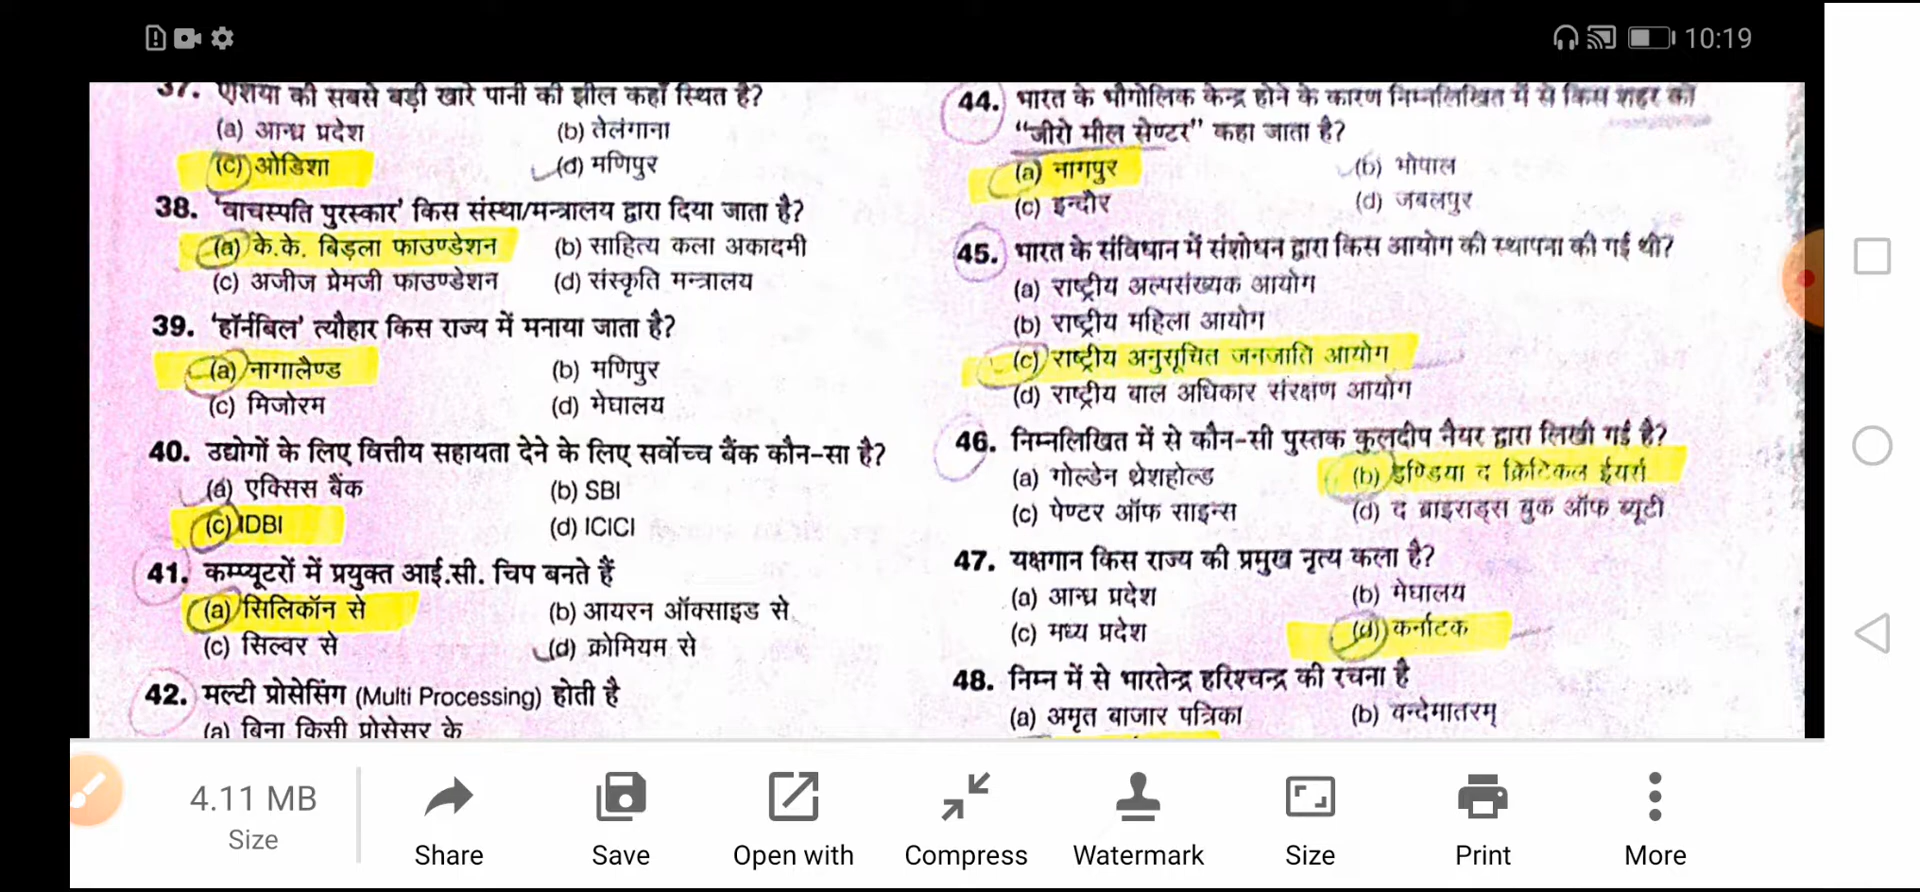 10:19
37. एशिया की सबसे बड़ी खारे पानी की झील कहाँ स्थित है?
(a) आन्ध्र प्रदेश (b) तेलंगाना
(c) ओडिशा (d) मणिपुर
38. 'वाचस्पति पुरस्कार' किस संस्था/मन्त्रालय द्वारा दिया जाता है?
(a) के.के. बिड़ला फाउण्डेशन (b) साहित्य कला अकादमी
(c) अजीज प्रेमजी फाउण्डेशन (d) संस्कृति मन्त्रालय
39. 'हॉर्नबिल' त्यौहार किस राज्य में मनाया जाता है?
(a) नागालैण्ड (b) मणिपुर
(c) मिजोरम (d) मेघालय
40. उद्योगों के लिए वित्तीय सहायता देने के लिए सर्वोच्च बैंक कौन-सा है?
(a) एक्सिस बैंक (b) SBI
(c) IDBI (d) ICICI
41. कम्प्यूटरों में प्रयुक्त आई.सी. चिप बनते हैं
(a) सिलिकॉन से (b) आयरन ऑक्साइड से
(c) सिल्वर से (d) क्रोमियम से
42. मल्टी प्रोसेसिंग (Multi Processing) होती है
(a) बिना किसी प्रोसेसर के
44. भारत के भौगोलिक केन्द्र होने के कारण निम्नलिखित में से किस शहर को
"जीरो मील सेण्टर" कहा जाता है?
(a) नागपुर (b) भोपाल
(c) इन्दौर (d) जबलपुर
45. भारत के संविधान में संशोधन द्वारा किस आयोग की स्थापना की गई थी?
(a) राष्ट्रीय अल्पसंख्यक आयोग
(b) राष्ट्रीय महिला आयोग
(c) राष्ट्रीय अनुसूचित जनजाति आयोग
(d) राष्ट्रीय बाल अधिकार संरक्षण आयोग
46. निम्नलिखित में से कौन-सी पुस्तक कुलदीप नैयर द्वारा लिखी गई है?
(a) गोल्डेन थ्रेशहोल्ड (b) इण्डिया द क्रिटिकल ईयर्स
(c) पेण्टर ऑफ साइन्स (d) द ब्राइराड्स बुक ऑफ ब्यूटी
47. यक्षगान किस राज्य की प्रमुख नृत्य कला है?
(a) आन्ध्र प्रदेश (b) मेघालय
(c) मध्य प्रदेश (d) कर्नाटक
48. निम्न में से भारतेन्द्र हरिश्चन्द्र की रचना है
(a) अमृत बाजार पत्रिका (b) वन्देमातरम्
4.11 MB
Size
Share
Save
Open with
Compress
Watermark
Size
Print
More